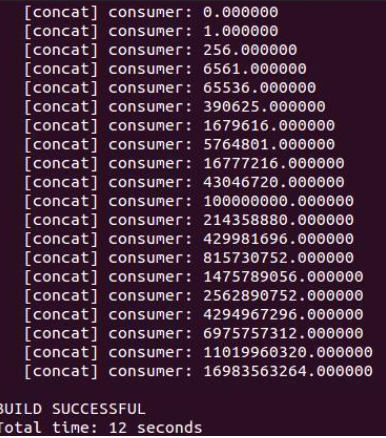 [concat] consumer: 0.000000
[concat] consumer: 1.000000
[concat] consumer: 256.000000
[concat] consumer: 6561.000000
[concat] consumer: 65536.000000
[concat] consumer: 390625.000000
[concat] consumer: 1679616.000000
[concat] consumer: 5764801.000000
[concat] consumer: 16777216.000000
[concat] consumer: 43046720.000000
[concat] consumer: 100000000.000000
[concat] consumer: 214358880.000000
[concat] consumer: 429981696.000000
[concat] consumer: 815730752.000000
[concat] consumer: 1475789056.000000
[concat] consumer: 2562890752.000000
[concat] consumer: 4294967296.000000
[concat] consumer: 6975757312.000000
[concat] consumer: 11019960320.000000
[concat] consumer: 16983563264.000000
BUILD SUCCESSFUL
Total time: 12 seconds